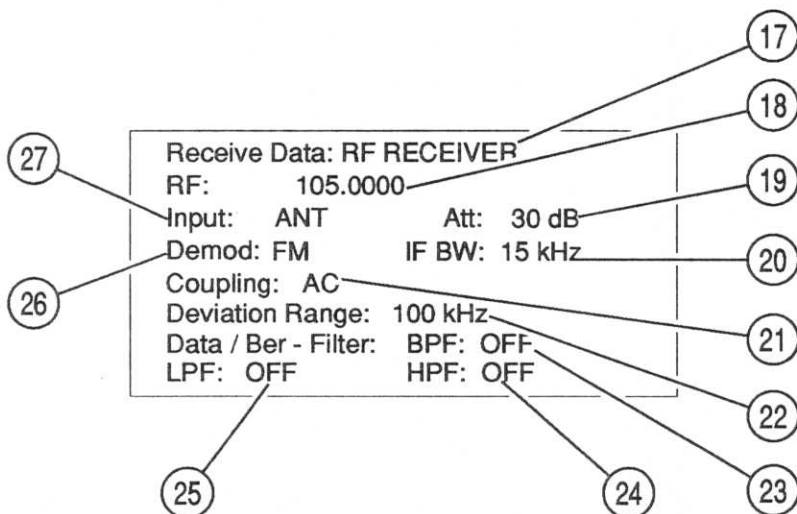 17
18
27
Receive Data: RF RECEIVER
RF: 105.0000
19
Input: ANT Att: 30 dB
Demod: FM IF BW: 15 kHz
20
26
Coupling: AC
21
Deviation Range: 100 kHz
Data / Ber - Filter: BPF: OFF
LPF: OFF HPF: OFF
22
25
24
23